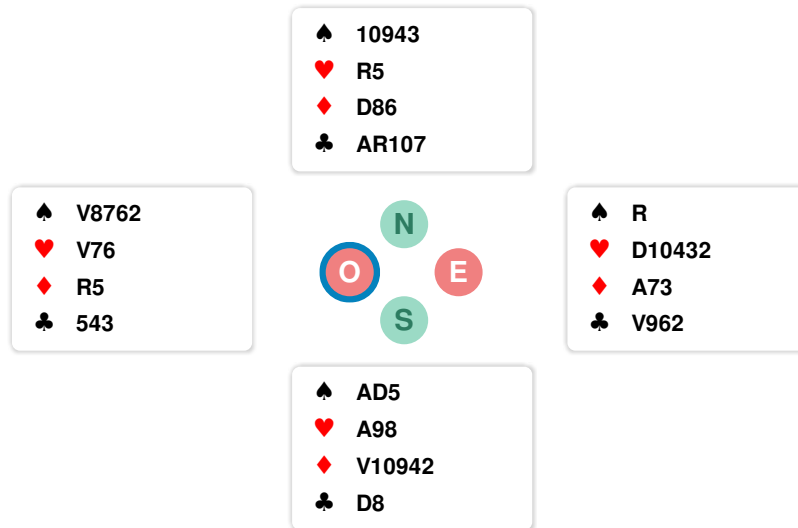 ♠ 10943
♥ R5
♦ D86
♣ AR107
♠ V8762
♥ V76
♦ R5
♣ 543
N
O
E
S
♠ R
♥ D10432
♦ A73
♣ V962
♠ AD5
♥ A98
♦ V10942
♣ D8